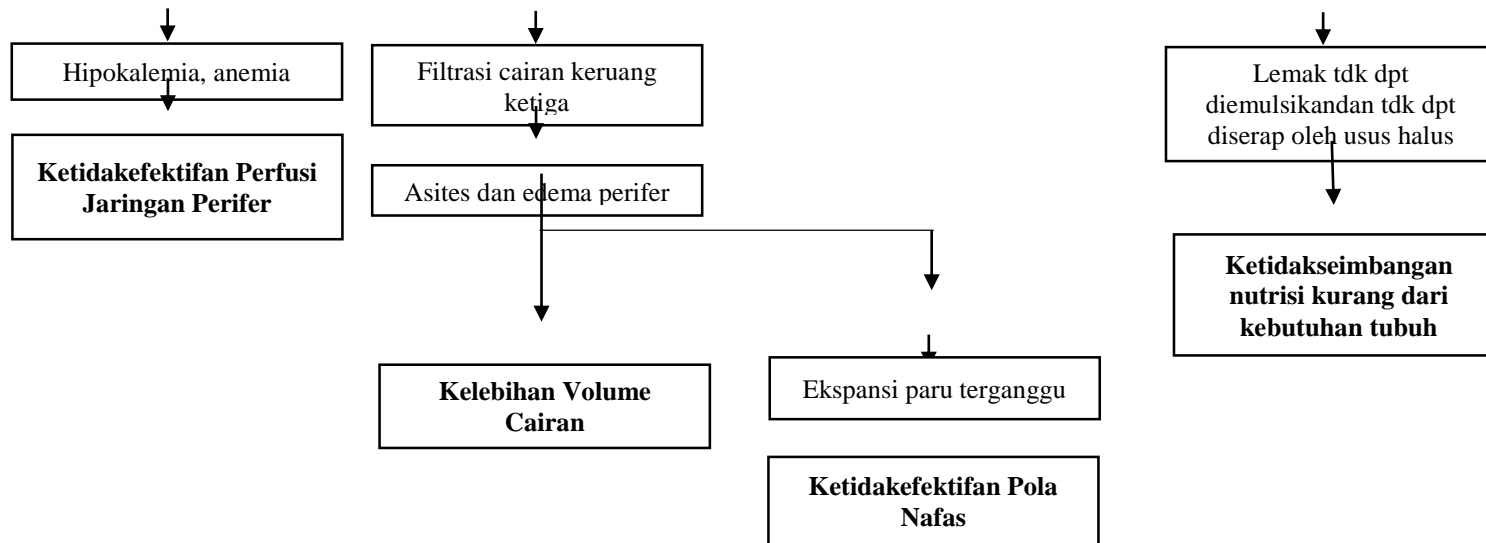 Hipokalemia, anemia
Ketidakefektifan Perfusi
Jaringan Perifer
Filtrasi cairan keruang
ketiga
Asites dan edema perifer
Kelebihan Volume
Cairan
Ekspansi paru terganggu
Ketidakefektifan Pola
Nafas
Lemak tdk dpt
diemulsikandan tdk dpt
diserap oleh usus halus
Ketidakseimbangan
nutrisi kurang dari
kebutuhan tubuh